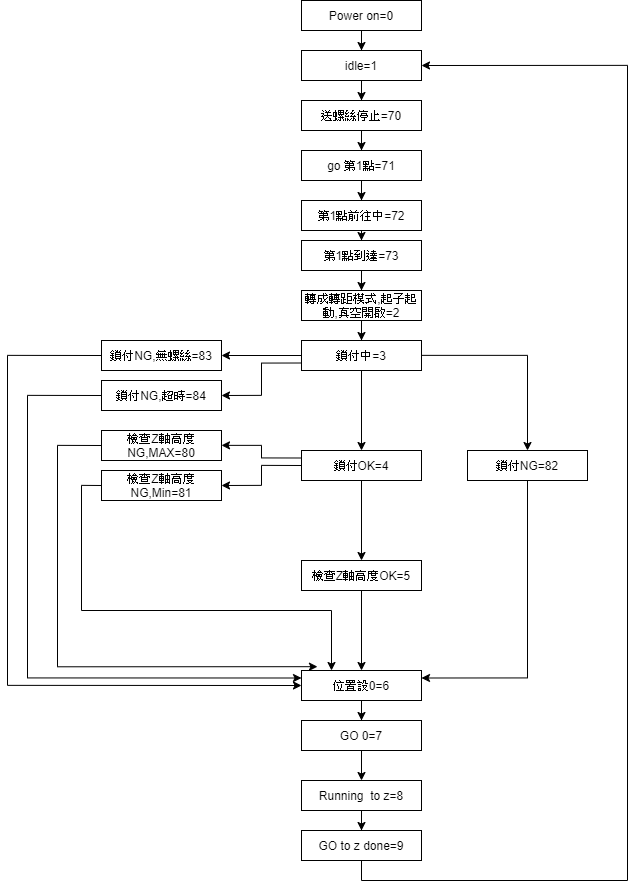 Power on=0
idle=1
送螺絲停止=70
go 第1點=71
第1點前往中=72
第1點到達=73
轉成轉距模式,起子起
動,真空開啟=2
鎖付NG,無螺絲=83
鎖付中=3
鎖付NG,超時=84
檢查Z軸高度
NG,MAX=80
鎖付OK=4
鎖付NG=82
檢查Z軸高度
NG,Min=81
檢查Z軸高度OK=5
位置設0=6
GO 0=7
Running  to z=8
GO to z done=9